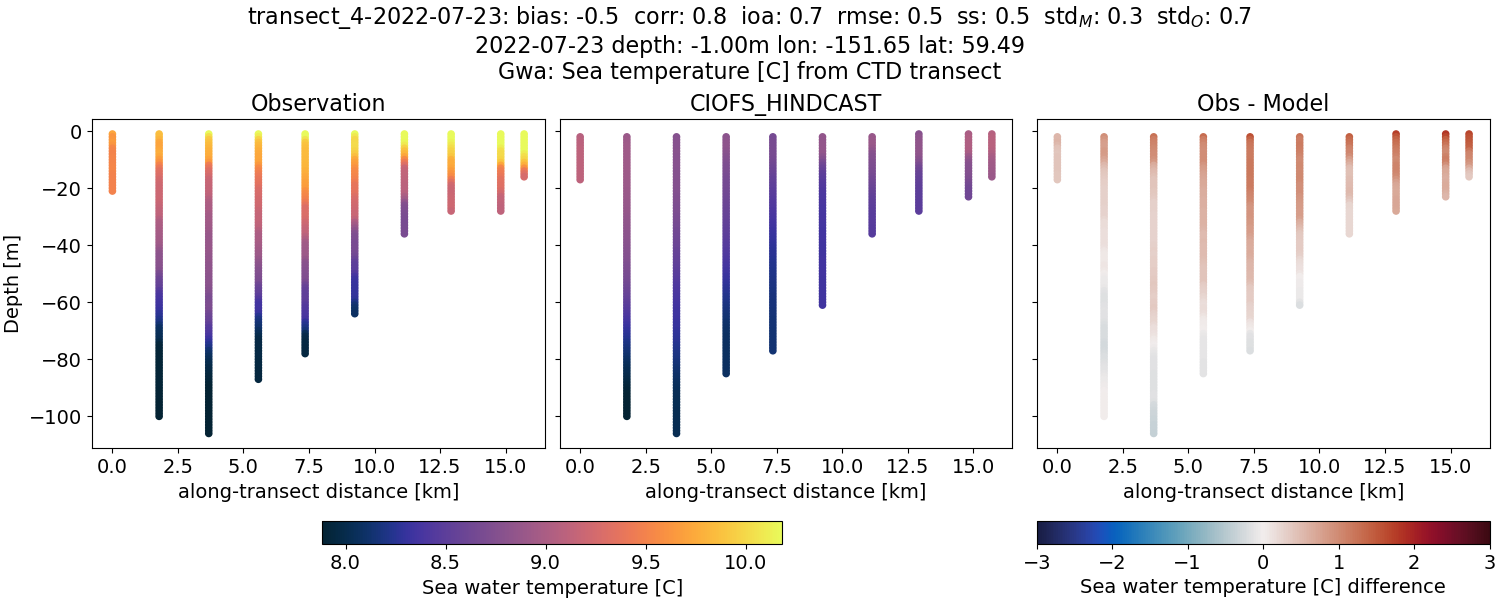 transect_4-2022-07-23: bias: -0.5 corr: 0.8 ioa: 0.7 rmse: 0.5 ss: 0.5 std_M: 0.3 std_O: 0.7
2022-07-23 depth: -1.00m lon: -151.65 lat: 59.49
Gwa: Sea temperature [C] from CTD transect
Observation
CIOFS_HINDCAST
Obs - Model
Depth [m]
0
−20
−40
−60
−80
−100
0.0 2.5 5.0 7.5 10.0 12.5 15.0
0.0 2.5 5.0 7.5 10.0 12.5 15.0
0.0 2.5 5.0 7.5 10.0 12.5 15.0
along-transect distance [km]
along-transect distance [km]
along-transect distance [km]
8.0 8.5 9.0 9.5 10.0
Sea water temperature [C]
−3 −2 −1 0 1 2 3
Sea water temperature [C] difference